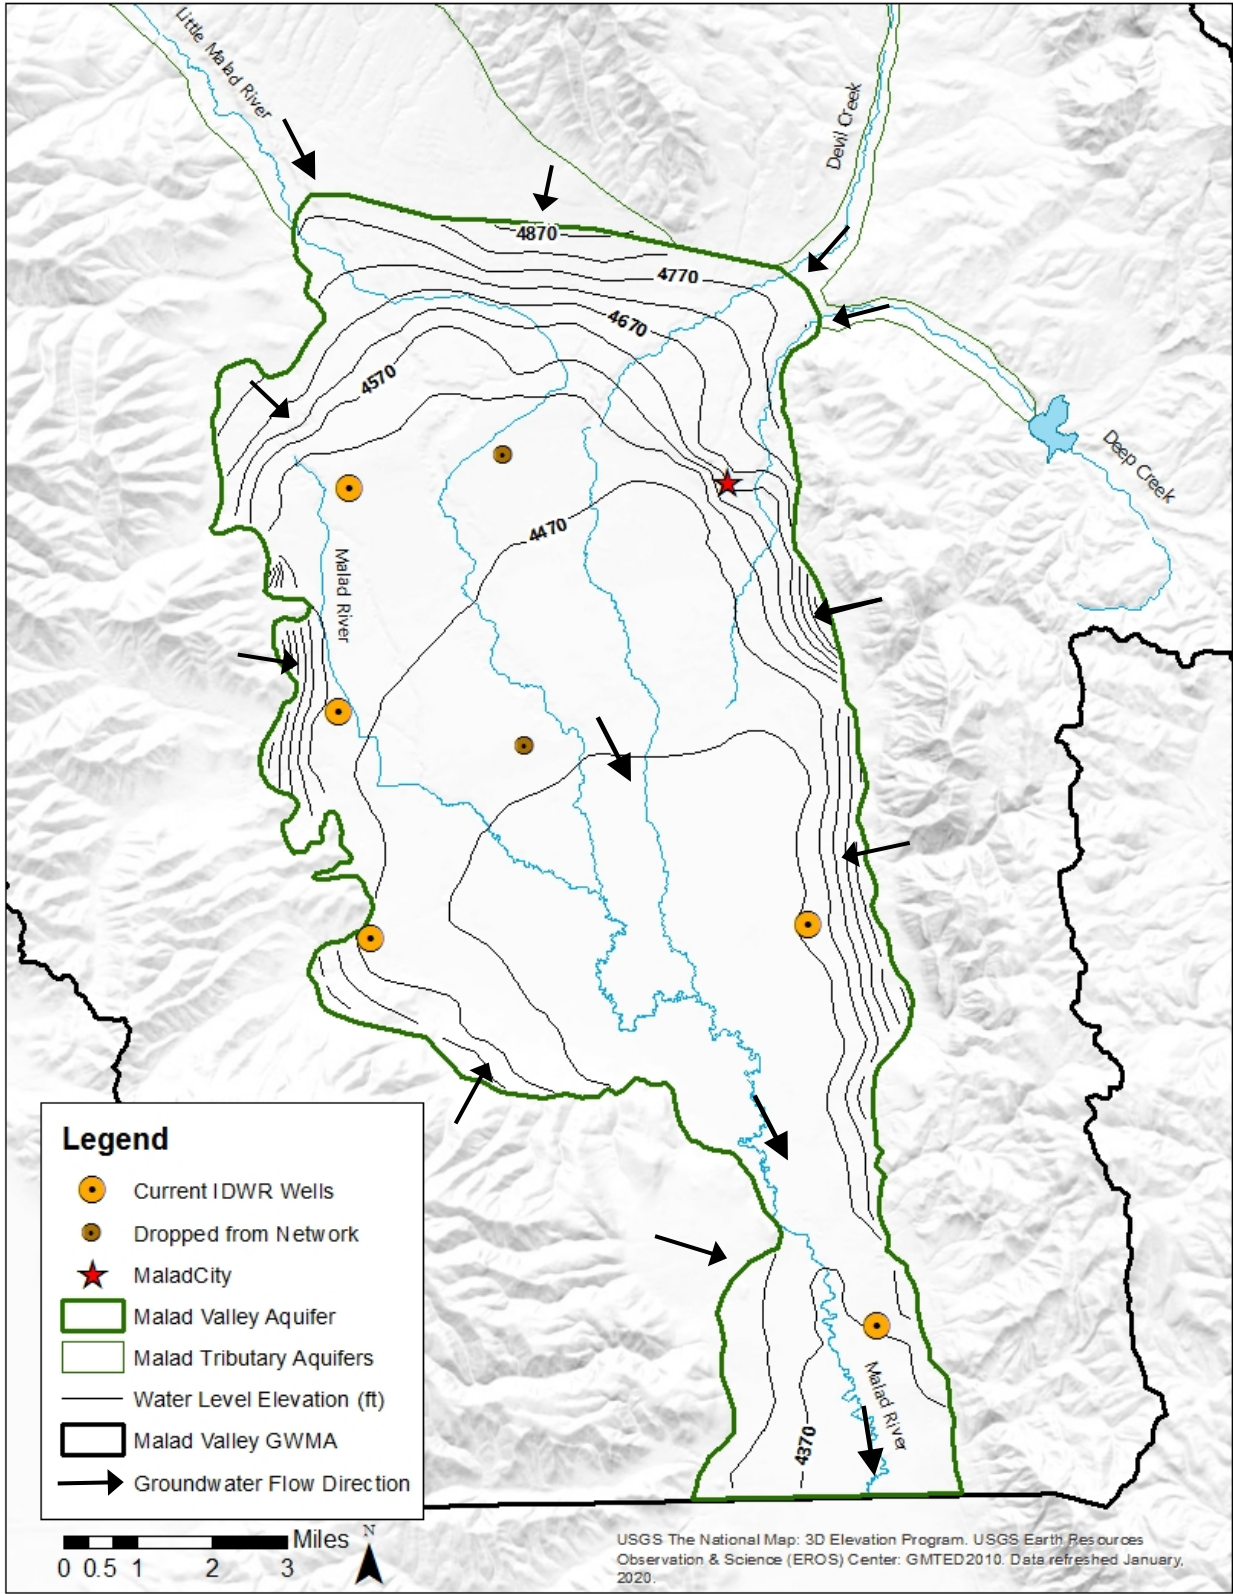 Little Malad River
Devil Creek
4870
4770
4670
4570
Deep Creek
4470
Malad River
Legend
Current IDWR Wells
Dropped from Network
MaladCity
Malad Valley Aquifer
Malad Tributary Aquifers
Water Level Elevation (ft)
Malad Valley GWMA
Groundwater Flow Direction
Malad River
4370
Miles
N
0 0.5 1 2 3
USGS The National Map: 3D Elevation Program. USGS Earth Resources
Observation & Science (EROS) Center: GMTED2010. Data refreshed January,
2020.